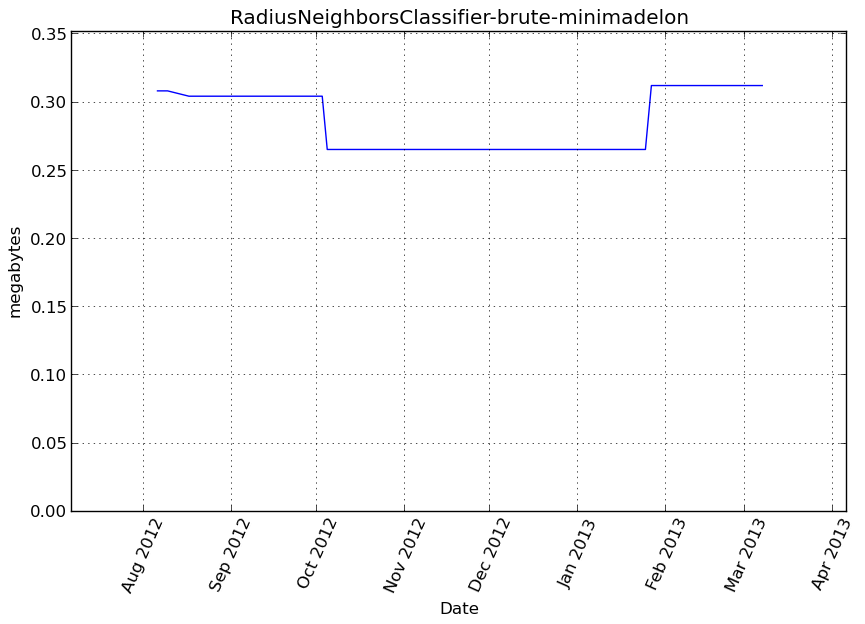 RadiusNeighborsClassifier-brute-minimadelon
0.35
0.30
0.25
0.20
0.15
0.10
0.05
0.00
megabytes
Aug 2012
Sep 2012
Oct 2012
Nov 2012
Dec 2012
Jan 2013
Feb 2013
Mar 2013
Apr 2013
Date